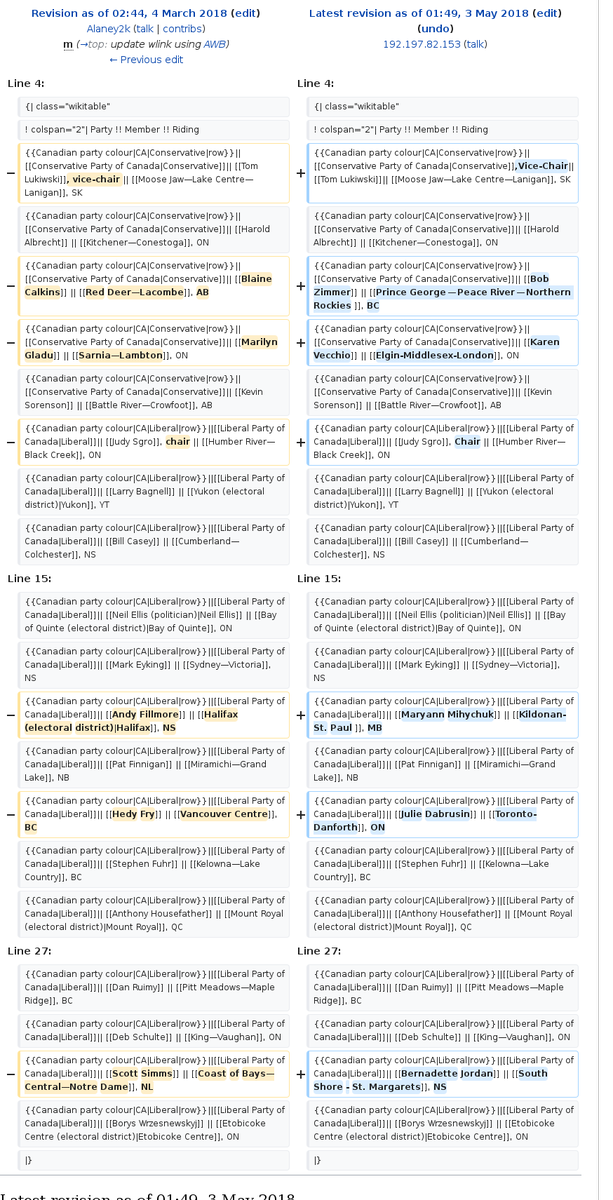 Revision as of 02:44, 4 March 2018 (edit)
Alaney2k (talk | contribs)
m (→top: update wlink using AWB)
← Previous edit
Latest revision as of 01:49, 3 May 2018 (edit)
(undo)
192.197.82.153 (talk)
Line 4:
Line 4:
{| class="wikitable"
{| class="wikitable"
! colspan="2"| Party !! Member !! Riding
! colspan="2"| Party !! Member !! Riding
−
{{Canadian party colour|CA|Conservative|row}}||
[[Conservative Party of Canada|Conservative]]|| [[Tom
Lukiwski]], vice-chair || [[Moose Jaw—Lake Centre—
Lanigan]], SK
+
{{Canadian party colour|CA|Conservative|row}}||
[[Conservative Party of Canada|Conservative]],Vice-Chair||
[[Tom Lukiwski]]|| [[Moose Jaw—Lake Centre—Lanigan]], SK
{{Canadian party colour|CA|Conservative|row}}||
[[Conservative Party of Canada|Conservative]]|| [[Harold
Albrecht]] || [[Kitchener—Conestoga]], ON
{{Canadian party colour|CA|Conservative|row}}||
[[Conservative Party of Canada|Conservative]]|| [[Harold
Albrecht]] || [[Kitchener—Conestoga]], ON
−
{{Canadian party colour|CA|Conservative|row}}||
[[Conservative Party of Canada|Conservative]]|| [[Blaine
Calkins]] || [[Red Deer—Lacombe]], AB
+
{{Canadian party colour|CA|Conservative|row}}||
[[Conservative Party of Canada|Conservative]]|| [[Bob
Zimmer]] || [[Prince George—Peace River—Northern
Rockies ]], BC
−
{{Canadian party colour|CA|Conservative|row}}||
[[Conservative Party of Canada|Conservative]]|| [[Marilyn
Gladu]] || [[Sarnia—Lambton]], ON
+
{{Canadian party colour|CA|Conservative|row}}||
[[Conservative Party of Canada|Conservative]]|| [[Karen
Vecchio]] || [[Elgin-Middlesex-London]], ON
{{Canadian party colour|CA|Conservative|row}}||
[[Conservative Party of Canada|Conservative]]|| [[Kevin
Sorenson]] || [[Battle River—Crowfoot]], AB
{{Canadian party colour|CA|Conservative|row}}||
[[Conservative Party of Canada|Conservative]]|| [[Kevin
Sorenson]] || [[Battle River—Crowfoot]], AB
−
{{Canadian party colour|CA|Liberal|row}}||[[Liberal Party of
Canada|Liberal]]|| [[Judy Sgro]], chair || [[Humber River—
Black Creek]], ON
+
{{Canadian party colour|CA|Liberal|row}}||[[Liberal Party of
Canada|Liberal]]|| [[Judy Sgro]], Chair || [[Humber River—
Black Creek]], ON
{{Canadian party colour|CA|Liberal|row}}||[[Liberal Party of
Canada|Liberal]]|| [[Larry Bagnell]] || [[Yukon (electoral
district)|Yukon]], YT
{{Canadian party colour|CA|Liberal|row}}||[[Liberal Party of
Canada|Liberal]]|| [[Larry Bagnell]] || [[Yukon (electoral
district)|Yukon]], YT
{{Canadian party colour|CA|Liberal|row}}||[[Liberal Party of
Canada|Liberal]]|| [[Bill Casey]] || [[Cumberland—
Colchester]], NS
{{Canadian party colour|CA|Liberal|row}}||[[Liberal Party of
Canada|Liberal]]|| [[Bill Casey]] || [[Cumberland—
Colchester]], NS
Line 15:
Line 15:
{{Canadian party colour|CA|Liberal|row}}||[[Liberal Party of
Canada|Liberal]]|| [[Neil Ellis (politician)|Neil Ellis]] || [[Bay
of Quinte (electoral district)|Bay of Quinte]], ON
{{Canadian party colour|CA|Liberal|row}}||[[Liberal Party of
Canada|Liberal]]|| [[Neil Ellis (politician)|Neil Ellis]] || [[Bay
of Quinte (electoral district)|Bay of Quinte]], ON
{{Canadian party colour|CA|Liberal|row}}||[[Liberal Party of
Canada|Liberal]]|| [[Mark Eyking]] || [[Sydney—Victoria]],
NS
{{Canadian party colour|CA|Liberal|row}}||[[Liberal Party of
Canada|Liberal]]|| [[Mark Eyking]] || [[Sydney—Victoria]],
NS
−
{{Canadian party colour|CA|Liberal|row}}||[[Liberal Party of
Canada|Liberal]]|| [[Andy Fillmore]] || [[Halifax
(electoral district)|Halifax]], NS
+
{{Canadian party colour|CA|Liberal|row}}||[[Liberal Party of
Canada|Liberal]]|| [[Maryann Mihychuk]] || [[Kildonan-
St. Paul ]], MB
{{Canadian party colour|CA|Liberal|row}}||[[Liberal Party of
Canada|Liberal]]|| [[Pat Finnigan]] || [[Miramichi—Grand
Lake]], NB
{{Canadian party colour|CA|Liberal|row}}||[[Liberal Party of
Canada|Liberal]]|| [[Pat Finnigan]] || [[Miramichi—Grand
Lake]], NB
−
{{Canadian party colour|CA|Liberal|row}}||[[Liberal Party of
Canada|Liberal]]|| [[Hedy Fry]] || [[Vancouver Centre]],
BC
+
{{Canadian party colour|CA|Liberal|row}}||[[Liberal Party of
Canada|Liberal]]|| [[Julie Dabrusin]] || [[Toronto-
Danforth]], ON
{{Canadian party colour|CA|Liberal|row}}||[[Liberal Party of
Canada|Liberal]]|| [[Stephen Fuhr]] || [[Kelowna—Lake
Country]], BC
{{Canadian party colour|CA|Liberal|row}}||[[Liberal Party of
Canada|Liberal]]|| [[Stephen Fuhr]] || [[Kelowna—Lake
Country]], BC
{{Canadian party colour|CA|Liberal|row}}||[[Liberal Party of
Canada|Liberal]]|| [[Anthony Housefather]] || [[Mount Royal
(electoral district)|Mount Royal]], QC
{{Canadian party colour|CA|Liberal|row}}||[[Liberal Party of
Canada|Liberal]]|| [[Anthony Housefather]] || [[Mount Royal
(electoral district)|Mount Royal]], QC
Line 27:
Line 27:
{{Canadian party colour|CA|Liberal|row}}||[[Liberal Party of
Canada|Liberal]]|| [[Dan Ruimy]] || [[Pitt Meadows—Maple
Ridge]], BC
{{Canadian party colour|CA|Liberal|row}}||[[Liberal Party of
Canada|Liberal]]|| [[Dan Ruimy]] || [[Pitt Meadows—Maple
Ridge]], BC
{{Canadian party colour|CA|Liberal|row}}||[[Liberal Party of
Canada|Liberal]]|| [[Deb Schulte]] || [[King—Vaughan]], ON
{{Canadian party colour|CA|Liberal|row}}||[[Liberal Party of
Canada|Liberal]]|| [[Deb Schulte]] || [[King—Vaughan]], ON
−
{{Canadian party colour|CA|Liberal|row}}||[[Liberal Party of
Canada|Liberal]]|| [[Scott Simms]] || [[Coast of Bays—
Central—Notre Dame]], NL
+
{{Canadian party colour|CA|Liberal|row}}||[[Liberal Party of
Canada|Liberal]]|| [[Bernadette Jordan]] || [[South
Shore - St. Margarets]], NS
{{Canadian party colour|CA|Liberal|row}}||[[Liberal Party of
Canada|Liberal]]|| [[Borys Wrzesnewskyj]] || [[Etobicoke
Centre (electoral district)|Etobicoke Centre]], ON
{{Canadian party colour|CA|Liberal|row}}||[[Liberal Party of
Canada|Liberal]]|| [[Borys Wrzesnewskyj]] || [[Etobicoke
Centre (electoral district)|Etobicoke Centre]], ON
|}
|}
Latest revision as of 01:49, 3 May 2018